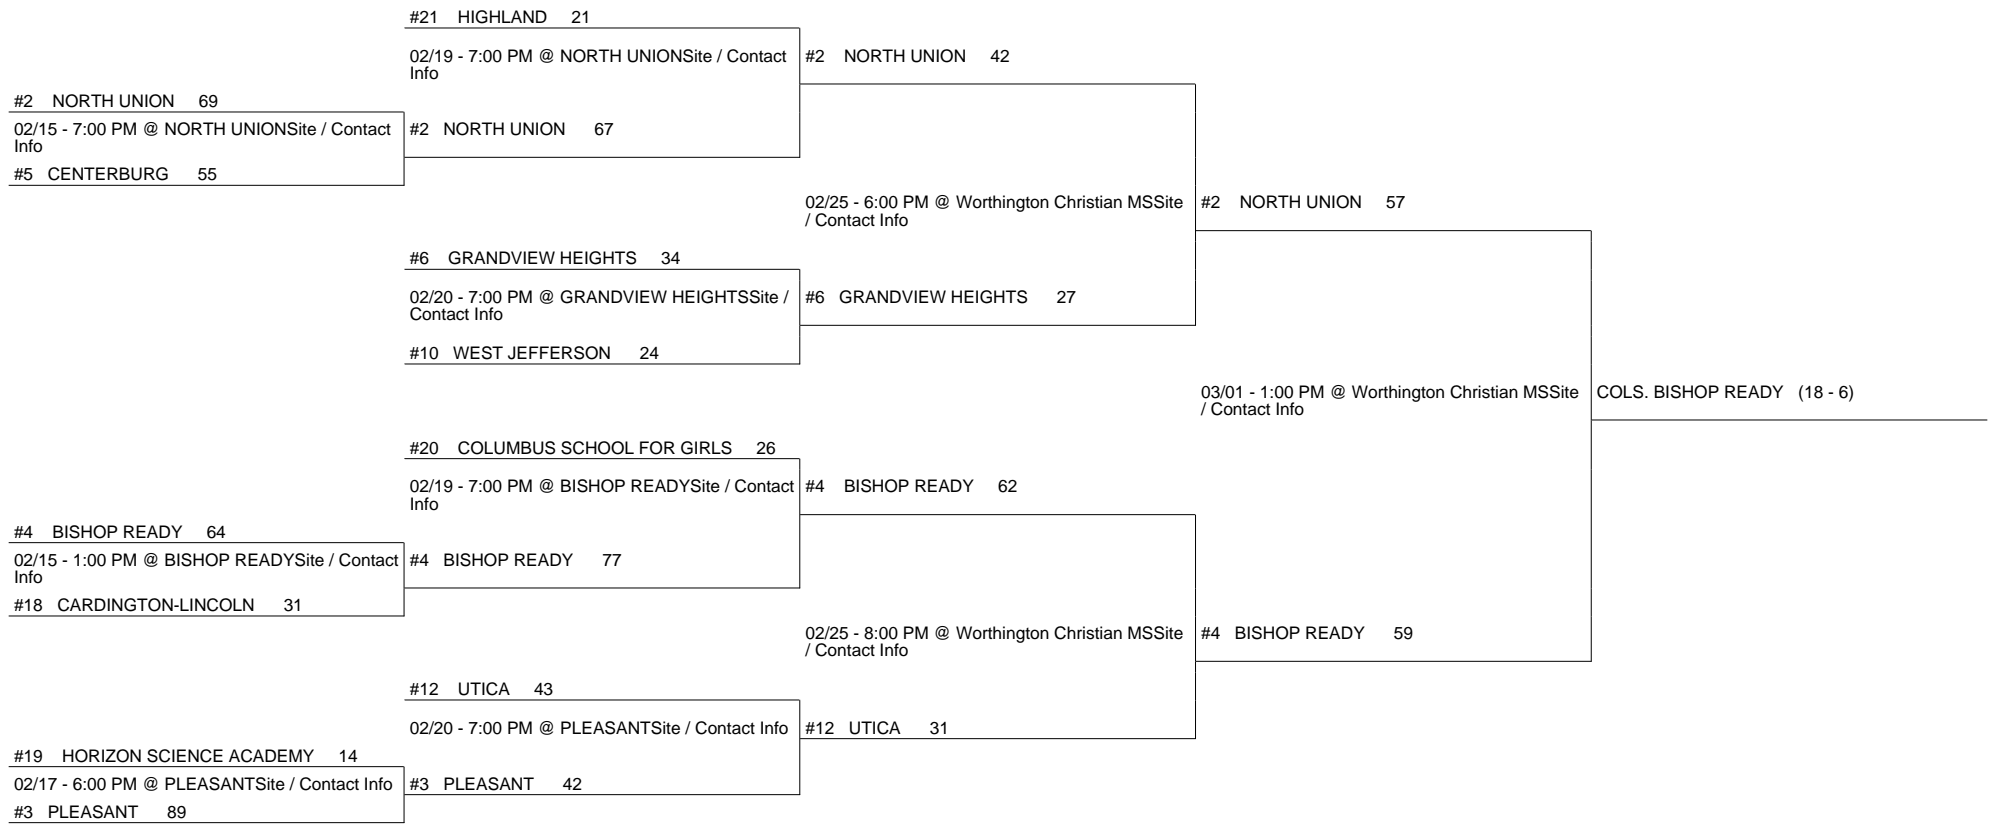 #21 HIGHLAND 21
02/19 - 7:00 PM @ NORTH UNIONSite / Contact
Info
#2 NORTH UNION 42
#2 NORTH UNION 69
02/15 - 7:00 PM @ NORTH UNIONSite / Contact
Info
#2 NORTH UNION 67
#5 CENTERBURG 55
02/25 - 6:00 PM @ Worthington Christian MSSite
/ Contact Info
#2 NORTH UNION 57
#6 GRANDVIEW HEIGHTS 34
02/20 - 7:00 PM @ GRANDVIEW HEIGHTSSite /
Contact Info
#6 GRANDVIEW HEIGHTS 27
#10 WEST JEFFERSON 24
03/01 - 1:00 PM @ Worthington Christian MSSite
/ Contact Info
COLS. BISHOP READY (18 - 6)
#20 COLUMBUS SCHOOL FOR GIRLS 26
02/19 - 7:00 PM @ BISHOP READYSite / Contact
Info
#4 BISHOP READY 62
#4 BISHOP READY 64
02/15 - 1:00 PM @ BISHOP READYSite / Contact
Info
#4 BISHOP READY 77
#18 CARDINGTON-LINCOLN 31
02/25 - 8:00 PM @ Worthington Christian MSSite
/ Contact Info
#4 BISHOP READY 59
#12 UTICA 43
02/20 - 7:00 PM @ PLEASANTSite / Contact Info
#12 UTICA 31
#19 HORIZON SCIENCE ACADEMY 14
02/17 - 6:00 PM @ PLEASANTSite / Contact Info
#3 PLEASANT 42
#3 PLEASANT 89